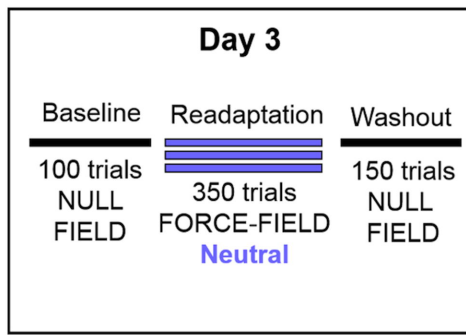 Day 3
Baseline
100 trials
NULL
FIELD
Readaptation
350 trials
FORCE-FIELD
Neutral
Washout
150 trials
NULL
FIELD